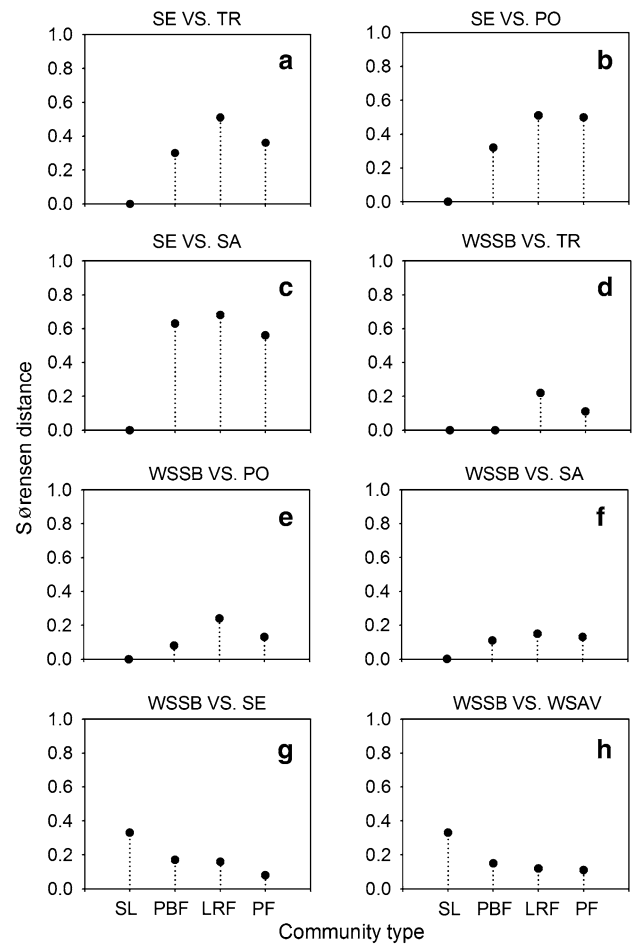 SE VS. TR
SE VS. PO
1.0
0.8
0.6
0.4
0.2
0.0
a
1.0
0.8
0.6
0.4
0.2
0.0
b
SE VS. SA
WSSB VS. TR
1.0
0.8
0.6
0.4
0.2
0.0
c
1.0
0.8
0.6
0.4
0.2
0.0
d
Sørensen distance
WSSB VS. PO
WSSB VS. SA
1.0
0.8
0.6
0.4
0.2
0.0
e
1.0
0.8
0.6
0.4
0.2
0.0
f
WSSB VS. SE
WSSB VS. WSAV
1.0
0.8
0.6
0.4
0.2
0.0
g
1.0
0.8
0.6
0.4
0.2
0.0
h
SL PBF LRF PF
SL PBF LRF PF
Community type